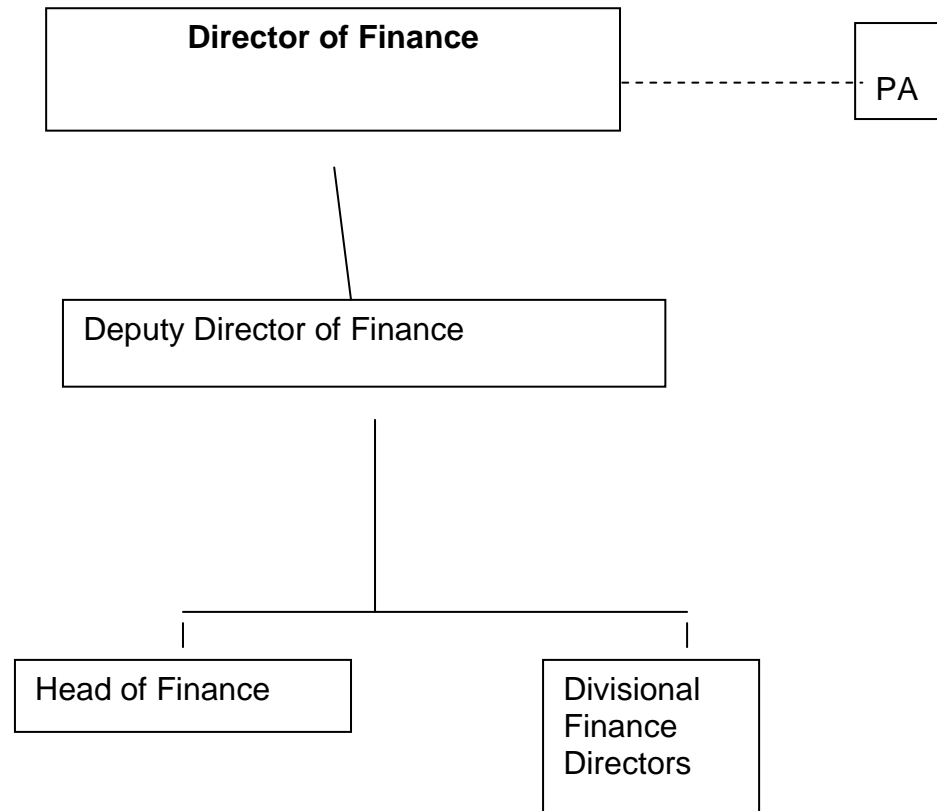 Director of Finance
PA
Deputy Director of Finance
Head of Finance
Divisional
Finance
Directors